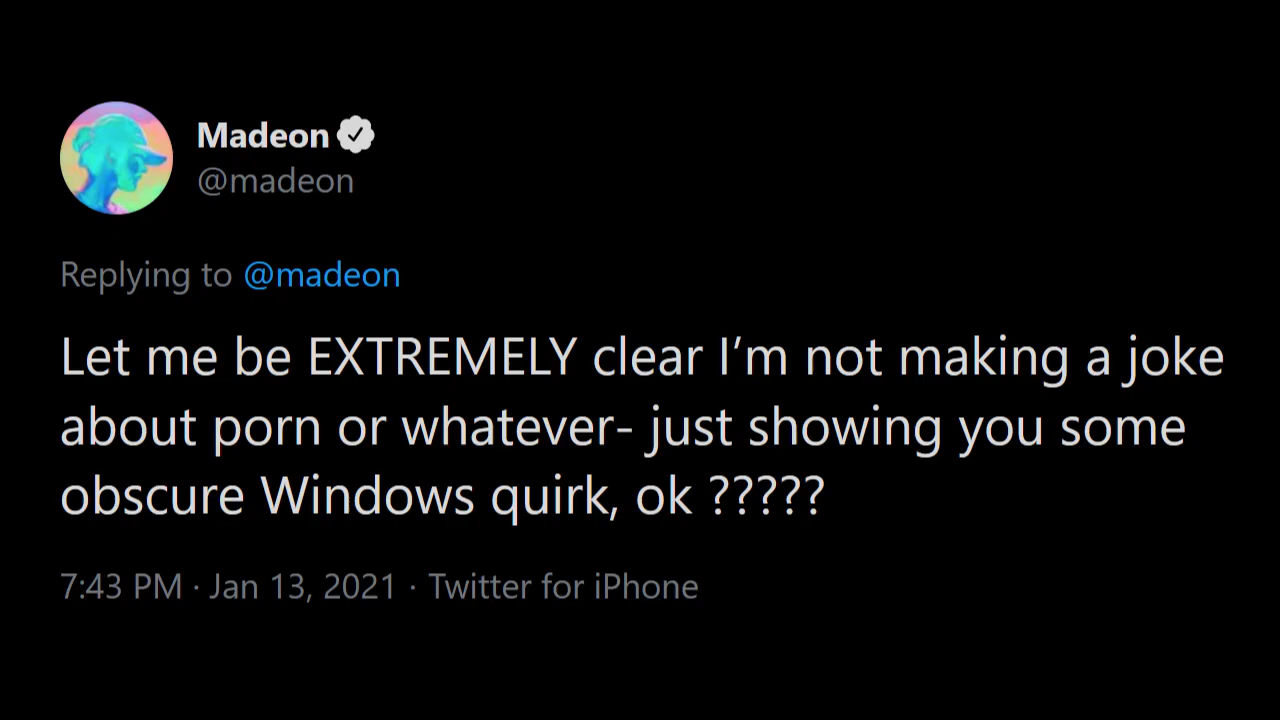 Madeon
@madeon
Replying to @madeon
Let me be EXTREMELY clear I’m not making a joke
about porn or whatever- just showing you some
obscure Windows quirk, ok ?????
7:43 PM · Jan 13, 2021 · Twitter for iPhone